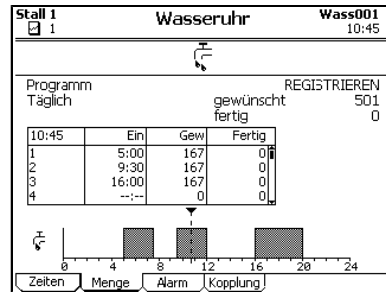 Stall 1 Wasseruhr Wass001
1 10:45
Programm REGISTRIEREN
Täglich gewünscht 501
fertig 0
10:45 Ein Gew Fertig
1 5:00 167 0
2 9:30 167 0
3 16:00 167 0
4 --:-- 0 0
0 4 8 12 16 20 24
Zeiten Menge Alarm Kopplung